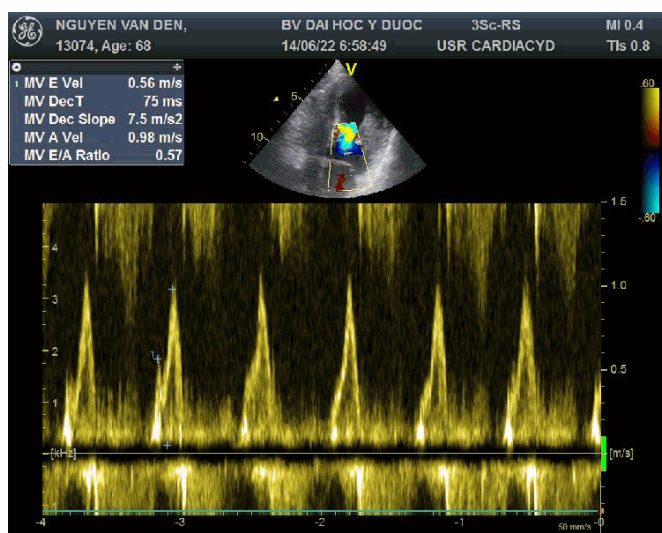 NGUYEN VAN DEN, BV DAI HOC Y DUOC 3Sc-RS MI 0.4
13074, Age: 68 14/06/22 6:58:49 USR CARDIACYD TIs 0.8
1 MV E Vel 0.56 m/s
MV DecT 75 ms
MV Dec Slope 7.5 m/s2
MV A Vel 0.98 m/s
MV E/A Ratio 0.57
V
5
10
.60
-.60
1.5
4
3
1.0
2
1
0.5
1
[kHz]
[m/s]
-1
50 mm/s
-4 -3 -2 -1 -0